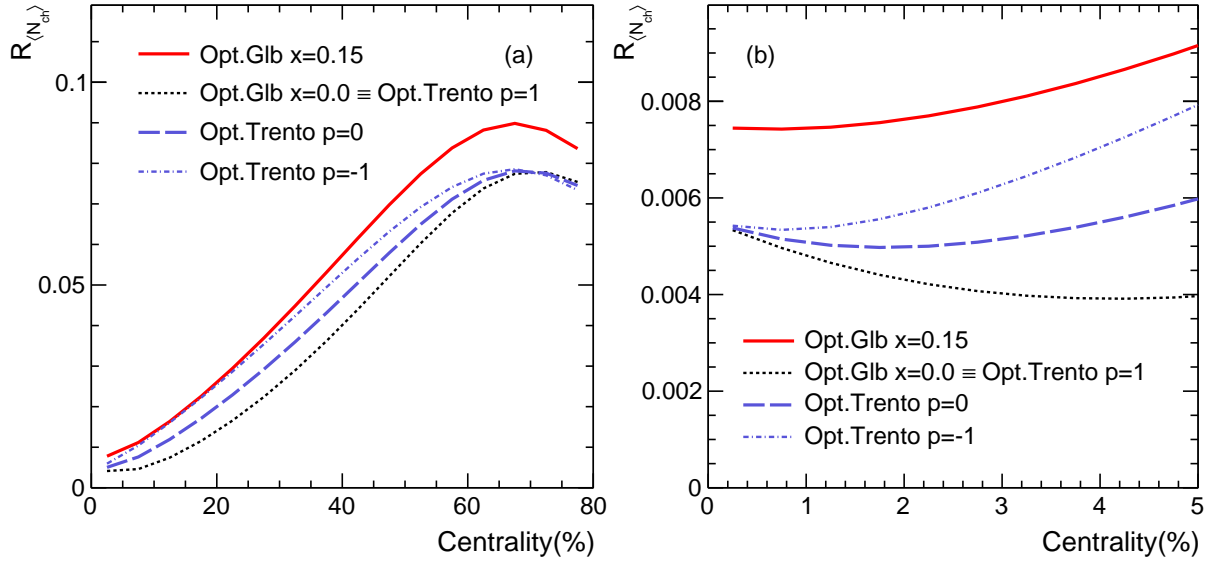 R⟨N_ch⟩
0.1
0.05
0
(a)
Opt.Glb x=0.15
Opt.Glb x=0.0 ≡ Opt.Trento p=1
Opt.Trento p=0
Opt.Trento p=-1
0 20 40 60 80
Centrality(%)
R⟨N_ch⟩
0.008
0.006
0.004
0.002
0
(b)
Opt.Glb x=0.15
Opt.Glb x=0.0 ≡ Opt.Trento p=1
Opt.Trento p=0
Opt.Trento p=-1
0 1 2 3 4 5
Centrality(%)